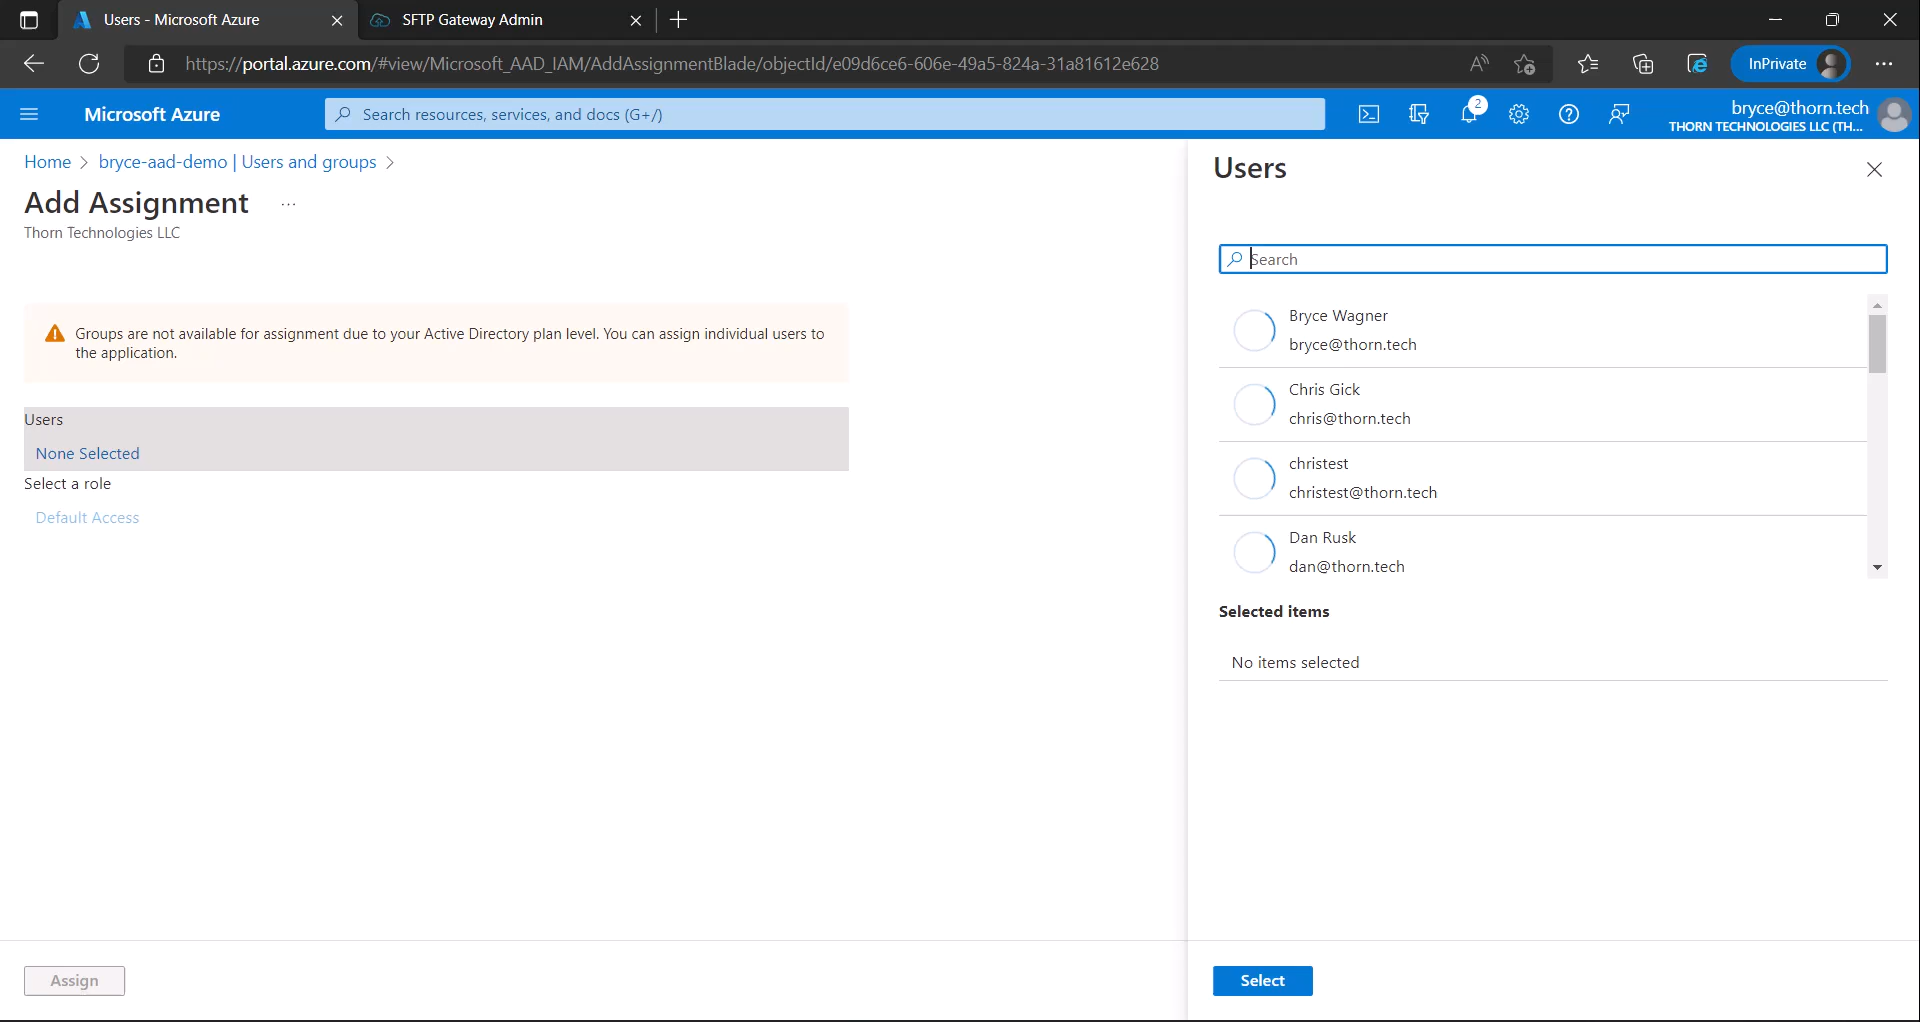 Users - Microsoft Azure
SFTP Gateway Admin
https://portal.azure.com/#view/Microsoft_AAD_IAM/AddAssignmentBlade/objectId/e09d6ce6-606e-49a5-824a-31a81612e628
InPrivate
Microsoft Azure
Search resources, services, and docs (G+/)
2
bryce@thorn.tech
THORN TECHNOLOGIES LLC (TH...
Home > bryce-aad-demo | Users and groups >
Add Assignment ...
Thorn Technologies LLC
Groups are not available for assignment due to your Active Directory plan level. You can assign individual users to
the application.
Users
None Selected
Select a role
Default Access
Assign
Users
Search
Bryce Wagner
bryce@thorn.tech
Chris Gick
chris@thorn.tech
christest
christest@thorn.tech
Dan Rusk
dan@thorn.tech
Selected items
No items selected
Select